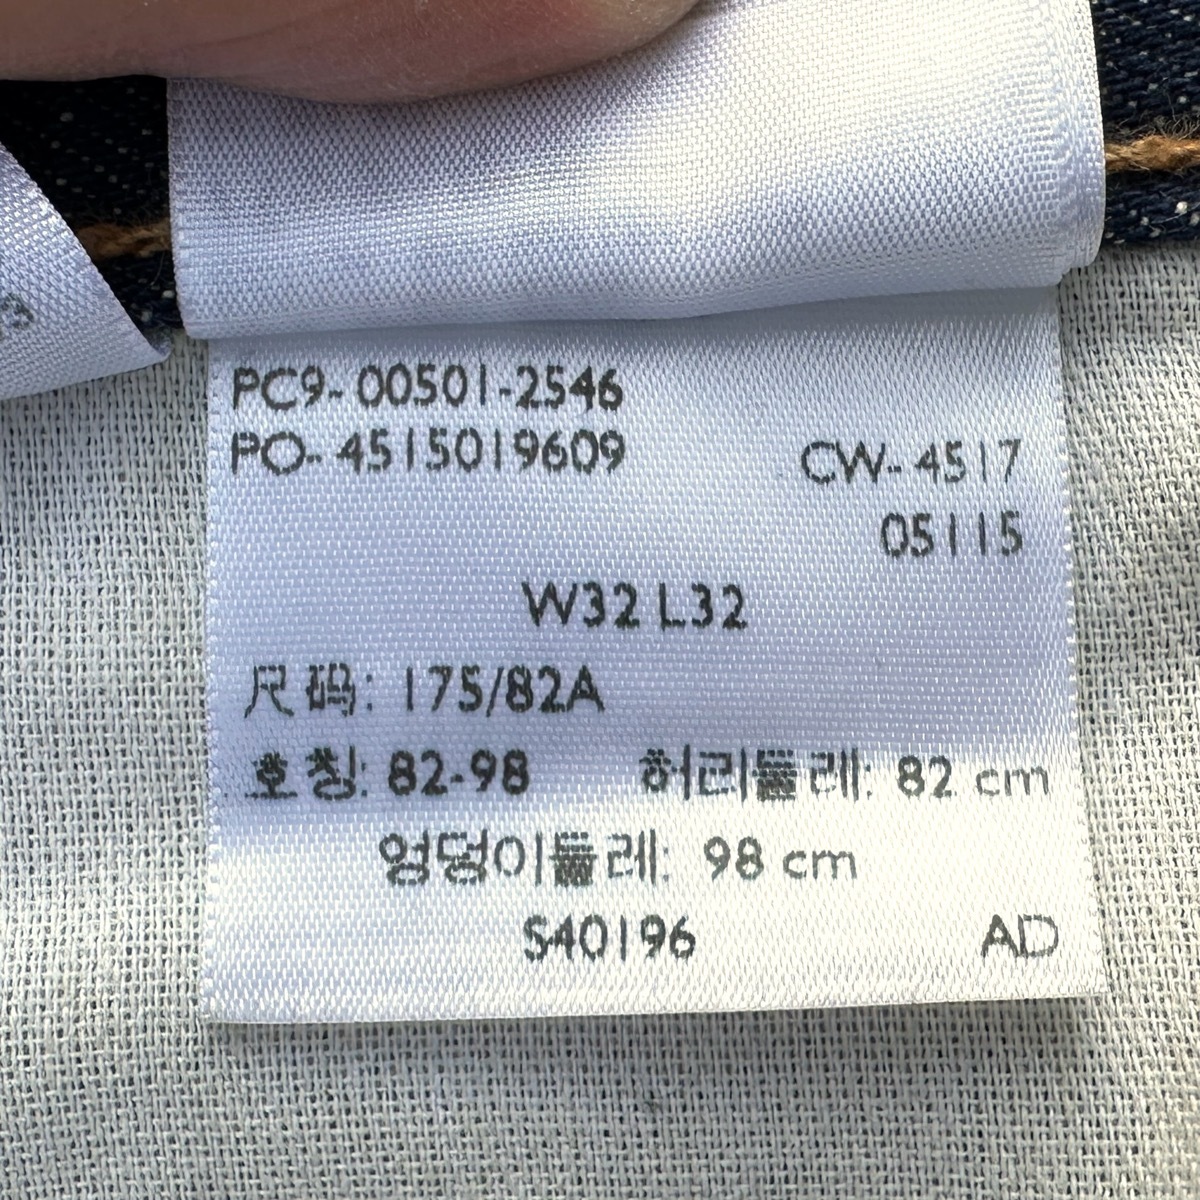 PC9-00501-2546
PO-4515019609
CW-4517
05115
W32 L32
尺码: 175/82A
호칭: 82-98 허리둘레: 82 cm
엉덩이둘레: 98 cm
S40196 AD